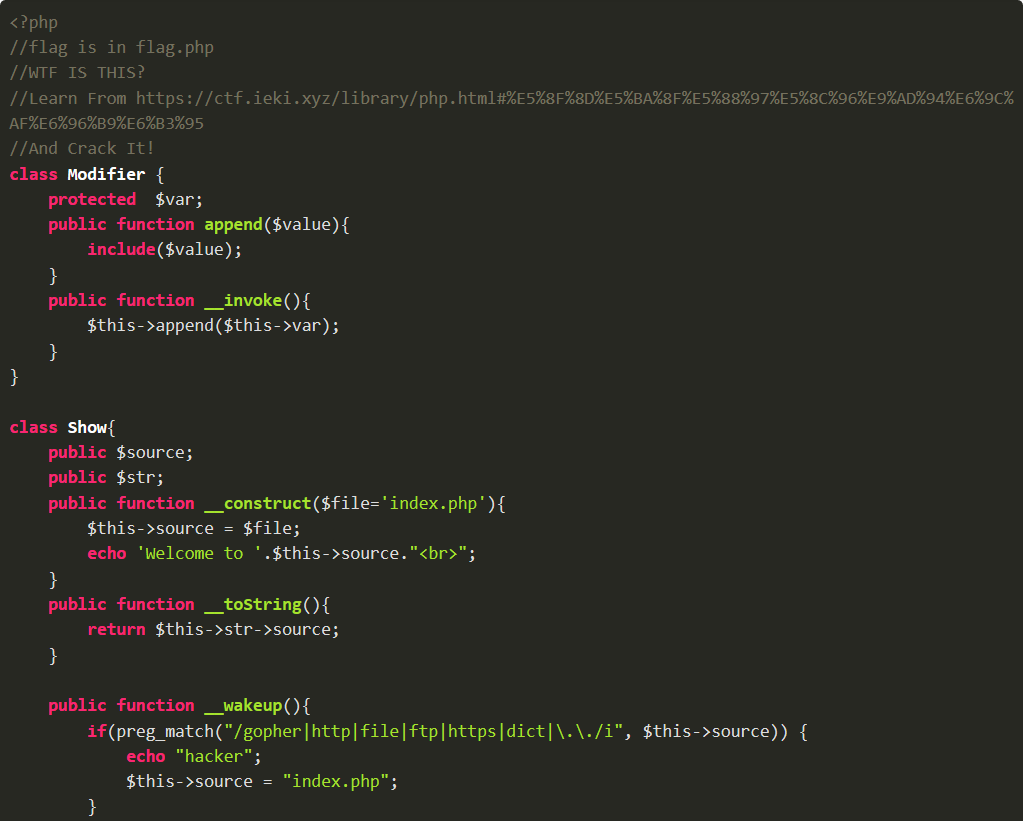 <?php
//flag is in flag.php
//WTF IS THIS?
//Learn From https://ctf.ieki.xyz/library/php.html#%E5%8F%8D%E5%BA%8F%E5%88%97%E5%8C%96%E9%AD%94%E6%9C%
AF%E6%96%B9%E6%B3%95
//And Crack It!
class Modifier {
    protected  $var;
    public function append($value){
        include($value);
    }
    public function __invoke(){
        $this->append($this->var);
    }
}

class Show{
    public $source;
    public $str;
    public function __construct($file='index.php'){
        $this->source = $file;
        echo 'Welcome to '.$this->source."<br>";
    }
    public function __toString(){
        return $this->str->source;
    }

    public function __wakeup(){
        if(preg_match("/gopher|http|file|ftp|https|dict|\.\./i", $this->source)) {
            echo "hacker";
            $this->source = "index.php";
        }